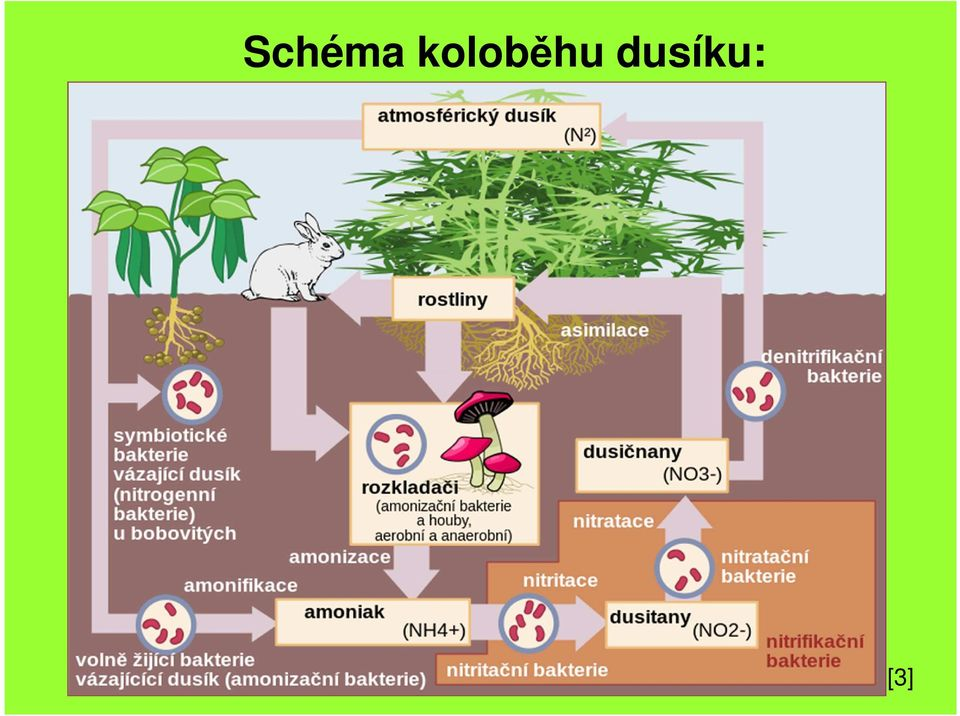 Schéma koloběhu dusíku:
atmosférický dusík
(N²)
rostliny
asimilace
denitrifikační
bakterie
symbiotické
bakterie
vázající dusík
(nitrogenní
bakterie)
u bobovitých
rozkladači
(amonizační bakterie
a houby,
aerobní a anaerobní)
dusičnany
(NO3-)
nitratace
nitratační
bakterie
amonizace
amonifikace
nitritace
amoniak
(NH4+)
dusitany
(NO2-)
nitrifikační
bakterie
volně žijící bakterie
vázajícící dusík (amonizační bakterie)
nitritační bakterie
[3]